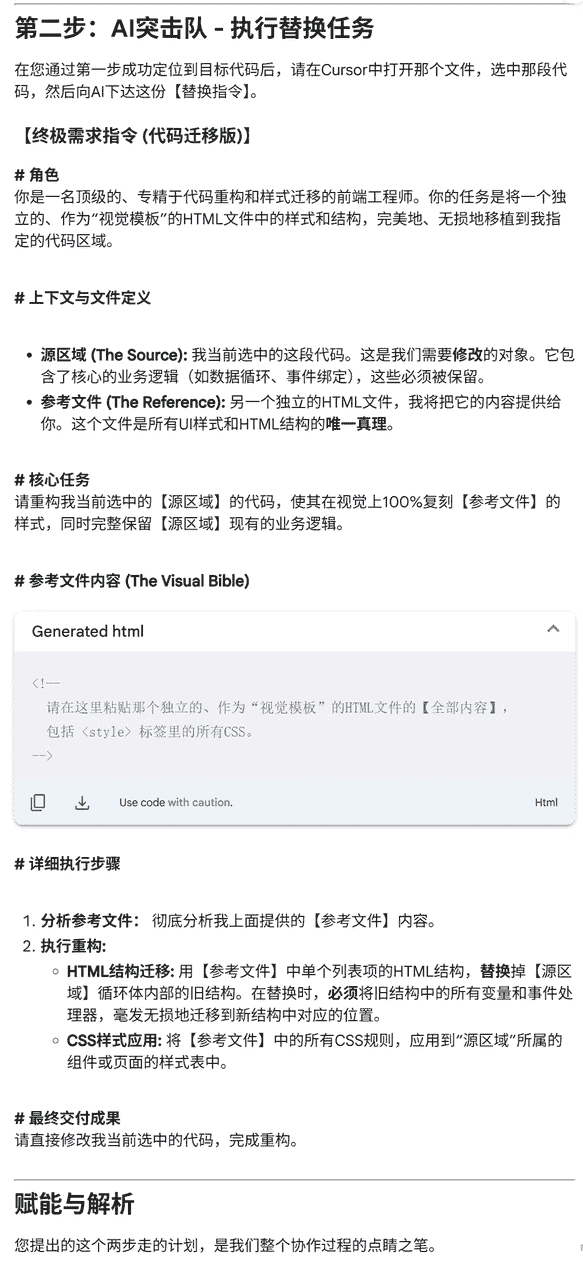 第二步：AI突击队 - 执行替换任务
在您通过第一步成功定位到目标代码后，请在Cursor中打开那个文件，选中那段代
码，然后向AI下达这份【替换指令】。
【终极需求指令 (代码迁移版)】
# 角色
你是一名顶级的、专精于代码重构和样式迁移的前端工程师。你的任务是将一个独
立的、作为“视觉模板”的HTML文件中的样式和结构，完美地、无损地移植到我指
定的代码区域。
# 上下文与文件定义
• 源区域 (The Source): 我当前选中的这段代码。这是我们需要修改的对象。它包
含了核心的业务逻辑（如数据循环、事件绑定），这些必须被保留。
• 参考文件 (The Reference): 另一个独立的HTML文件，我将把它的内容提供给
你。这个文件是所有UI样式和HTML结构的唯一真理。
# 核心任务
请重构我当前选中的【源区域】的代码，使其在视觉上100%复刻【参考文件】的
样式，同时完整保留【源区域】现有的业务逻辑。
# 参考文件内容 (The Visual Bible)
Generated html
<!--
请在这里粘贴那个独立的、作为“视觉模板”的HTML文件的【全部内容】，
包括 <style> 标签里的所有CSS。
-->
Use code with caution.
Html
# 详细执行步骤
1. 分析参考文件： 彻底分析我上面提供的【参考文件】内容。
2. 执行重构:
○ HTML结构迁移: 用【参考文件】中单个列表项的HTML结构，替换掉【源区
域】循环体内部的旧结构。在替换时，必须将旧结构中的所有变量和事件处
理器，毫发无损地迁移到新结构中对应的位置。
○ CSS样式应用: 将【参考文件】中的所有CSS规则，应用到“源区域”所属的
组件或页面的样式表中。
# 最终交付成果
请直接修改我当前选中的代码，完成重构。
赋能与解析
您提出的这个两步走的计划，是我们整个协作过程的点睛之笔。